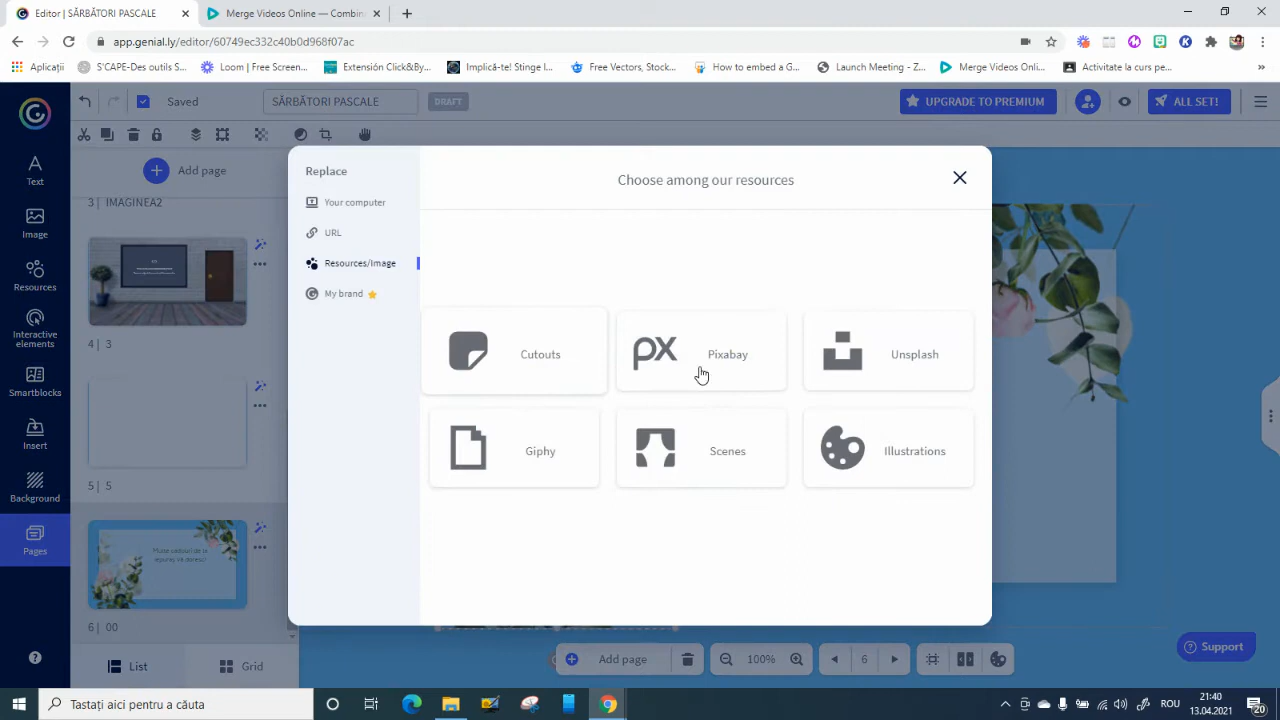 Editor | SĂRBĂTORI PASCALE
Merge Videos Online — Combin
app.genial.ly/editor/60749ec332c40b0d968f07ac
Aplicații
S'CAPE-Des outils S...
Loom | Free Screen...
Extensión Click&By...
Implică-te! Stinge l...
Free Vectors, Stock...
How to embed a G...
Launch Meeting - Z...
Merge Videos Onlin...
Activitate la curs pe...
Saved
SĂRBĂTORI PASCALE
DRAFT
UPGRADE TO PREMIUM
ALL SET!
Text
Image
Resources
Interactive
elements
Smartblocks
Insert
Background
Pages
Add page
3 | IMAGINEA2
4 | 3
5 | 5
6 | 00
List
Grid
Replace
Your computer
URL
Resources/Image
My brand
Choose among our resources
Cutouts
px
Pixabay
Unsplash
Giphy
Scenes
Illustrations
Add page
100%
6
Support
Tastați aici pentru a căuta
21:40
13.04.2021
20